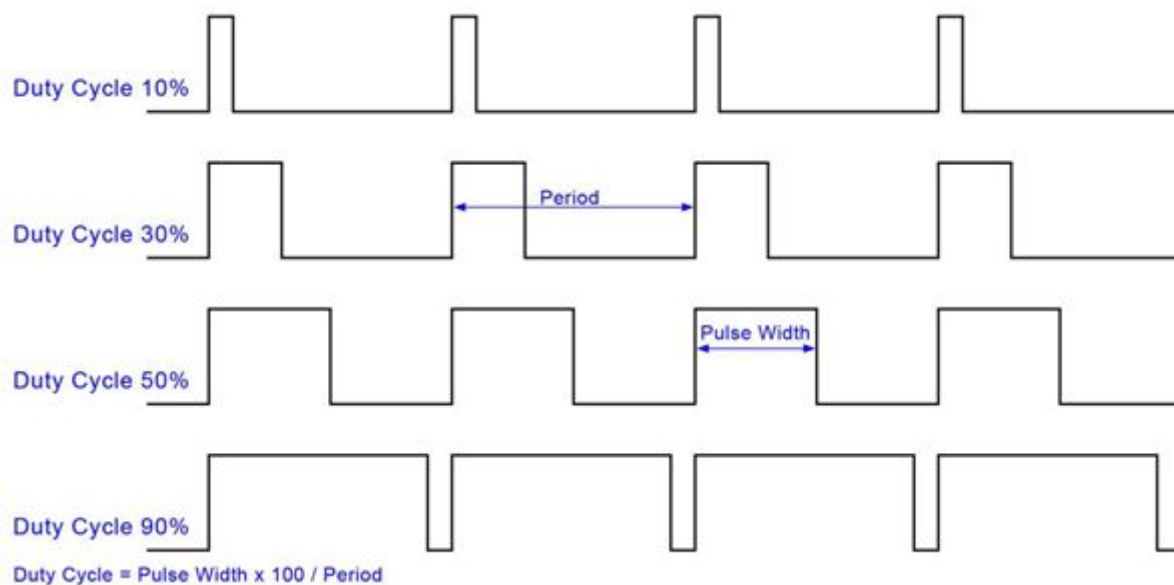 Duty Cycle 10%
Period
Duty Cycle 30%
Pulse Width
Duty Cycle 50%
Duty Cycle 90%
Duty Cycle = Pulse Width x 100 / Period